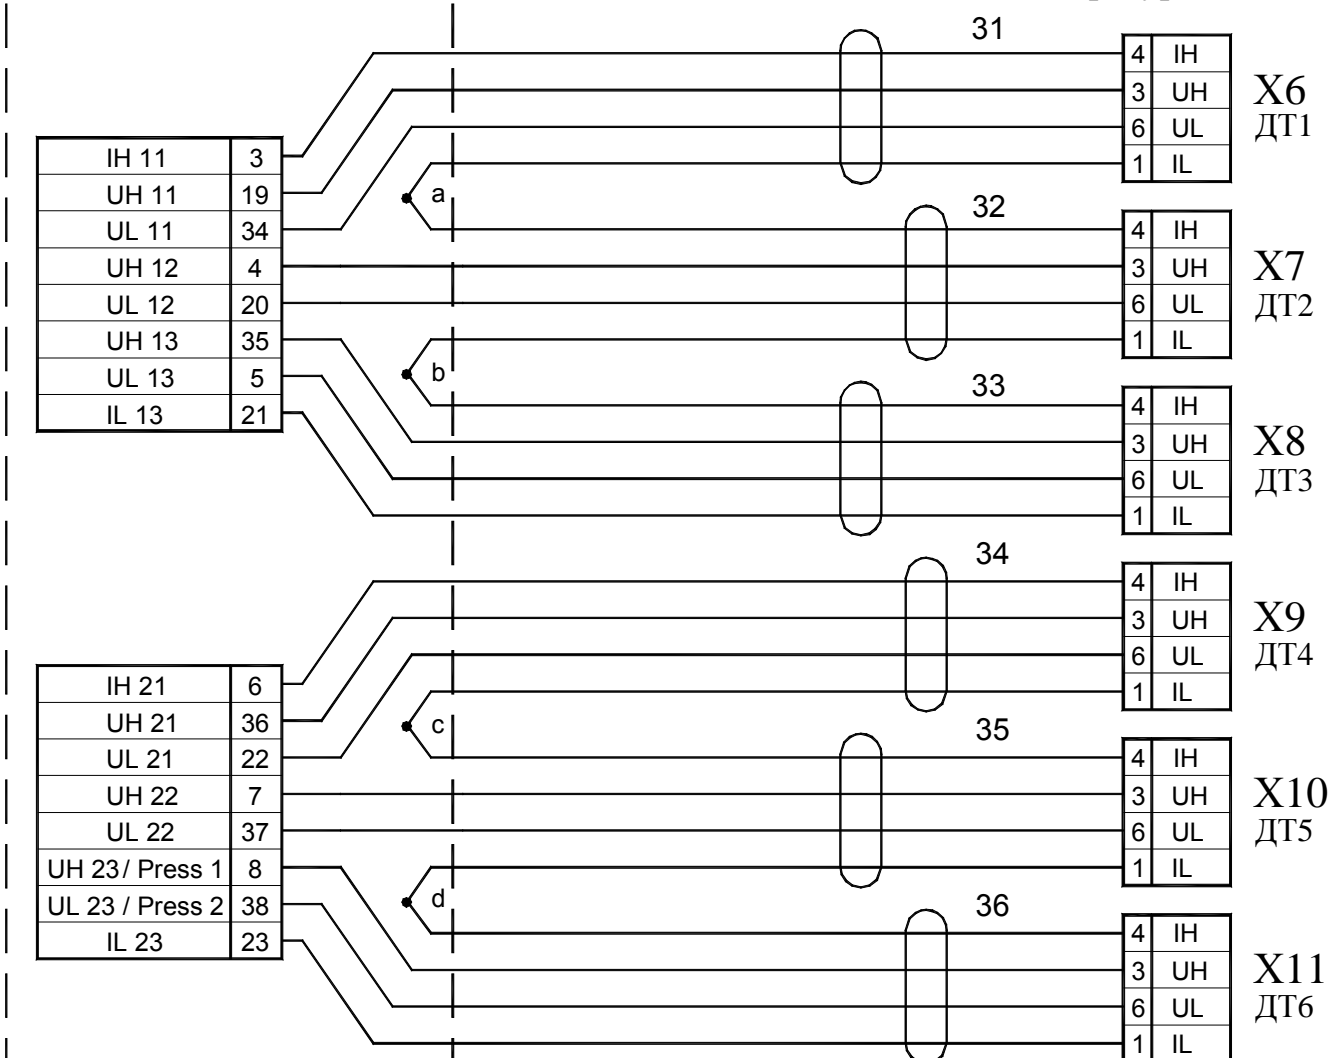 31
4 IH
3 UH
6 UL
1 IL
X6
ДТ1
IH 11 3
UH 11 19
UL 11 34
UH 12 4
UL 12 20
UH 13 35
UL 13 5
IL 13 21
a
32
4 IH
3 UH
6 UL
1 IL
X7
ДТ2
b
33
4 IH
3 UH
6 UL
1 IL
X8
ДТ3
34
4 IH
3 UH
6 UL
1 IL
X9
ДТ4
IH 21 6
UH 21 36
UL 21 22
UH 22 7
UL 22 37
UH 23/ Press 1 8
UL 23 / Press 2 38
IL 23 23
c
35
4 IH
3 UH
6 UL
1 IL
X10
ДТ5
d
36
4 IH
3 UH
6 UL
1 IL
X11
ДТ6